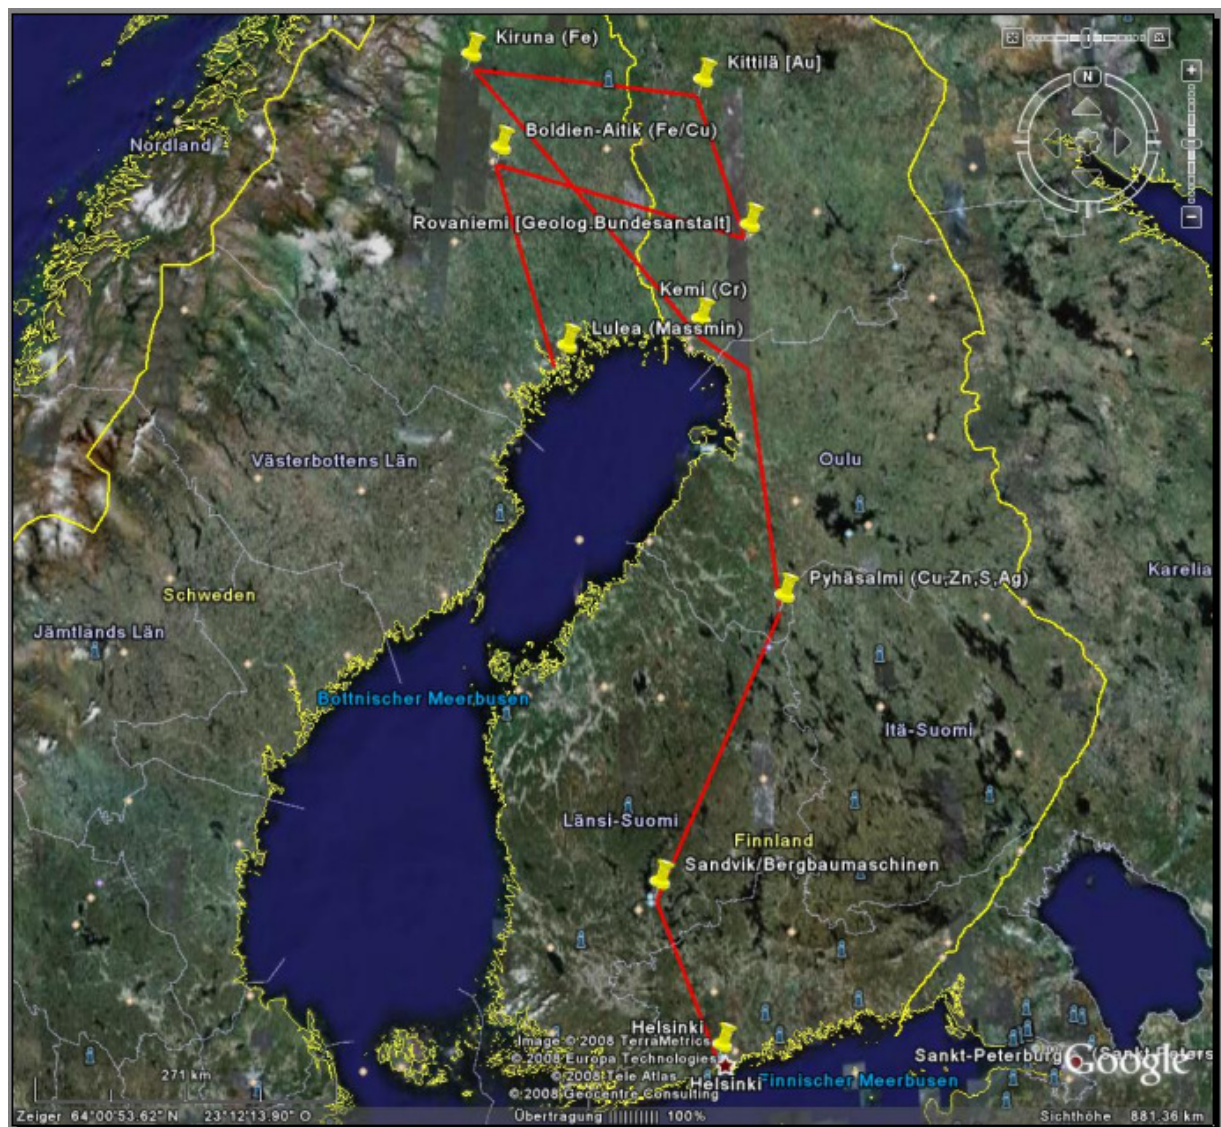 Kiruna (Fe)
Kittilä [Au]
N
Boldien-Aitik (Fe/Cu)
Nordland
Rovaniemi [Geolog.Bundesanstalt]
Kemi (Cr)
Lulea (Massmin)
Västerbottens Län
Oulu
Karelia
Pyhäsalmi (Cu,Zn,S,Ag)
Schweden
Jämtlands Län
Bottnischer Meerbusen
Itä-Suomi
Länsi-Suomi
Finnland
Sandvik/Bergbaumaschinen
Helsinki
Image © 2008 TerraMetrics
© 2008 Europa Technologies
© 2008 Tele Atlas
© 2008 Geocentre Consulting
Sankt-Peterburg
Google
271 km
Helsinki
Finnischer Meerbusen
Zeiger 64°00'53.62" N 23°12'13.90" O
Übertragung 100%
Sichthöhe 881.36 km